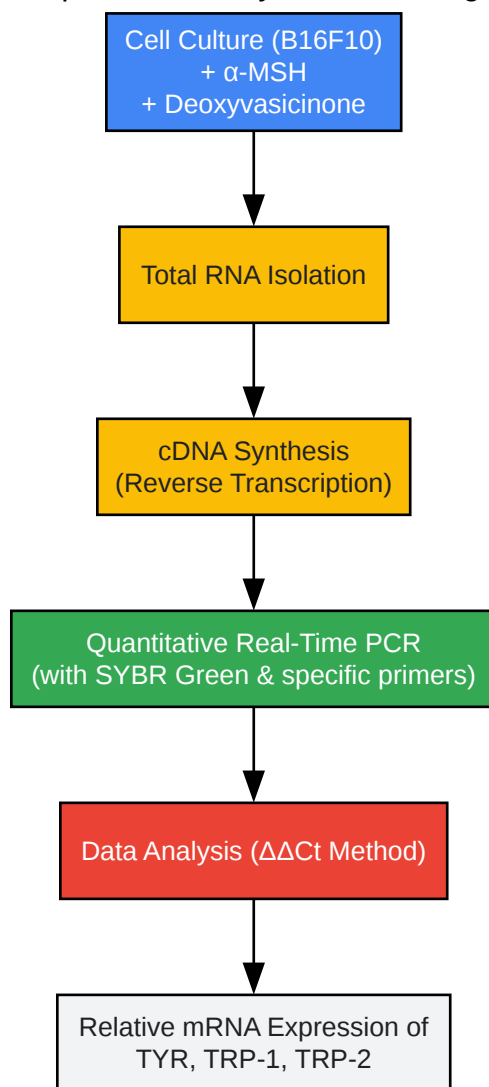 Cell Culture (B16F10)
+ α-MSH
+ Deoxyvasicinone
Total RNA Isolation
cDNA Synthesis
(Reverse Transcription)
Quantitative Real-Time PCR
(with SYBR Green & specific primers)
Data Analysis (ΔΔCt Method)
Relative mRNA Expression of
TYR, TRP-1, TRP-2